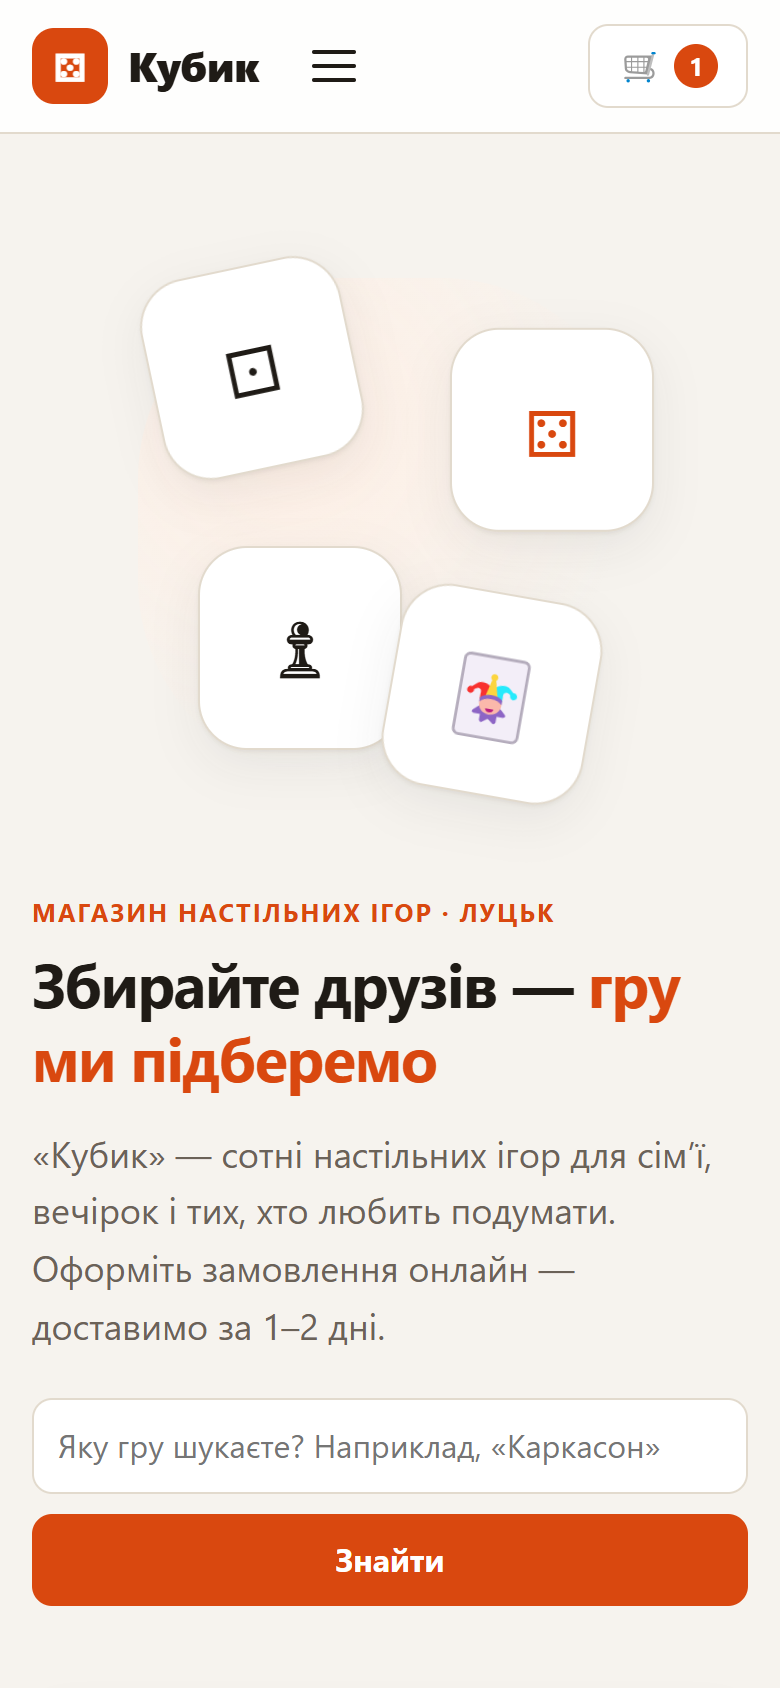 Кубик
1
МАГАЗИН НАСТІЛЬНИХ ІГОР · ЛУЦЬК
Збирайте друзів — гру
ми підберемо
«Кубик» — сотні настільних ігор для сім’ї,
вечірок і тих, хто любить подумати.
Оформіть замовлення онлайн —
доставимо за 1–2 дні.
Яку гру шукаєте? Наприклад, «Каркасон»
Знайти